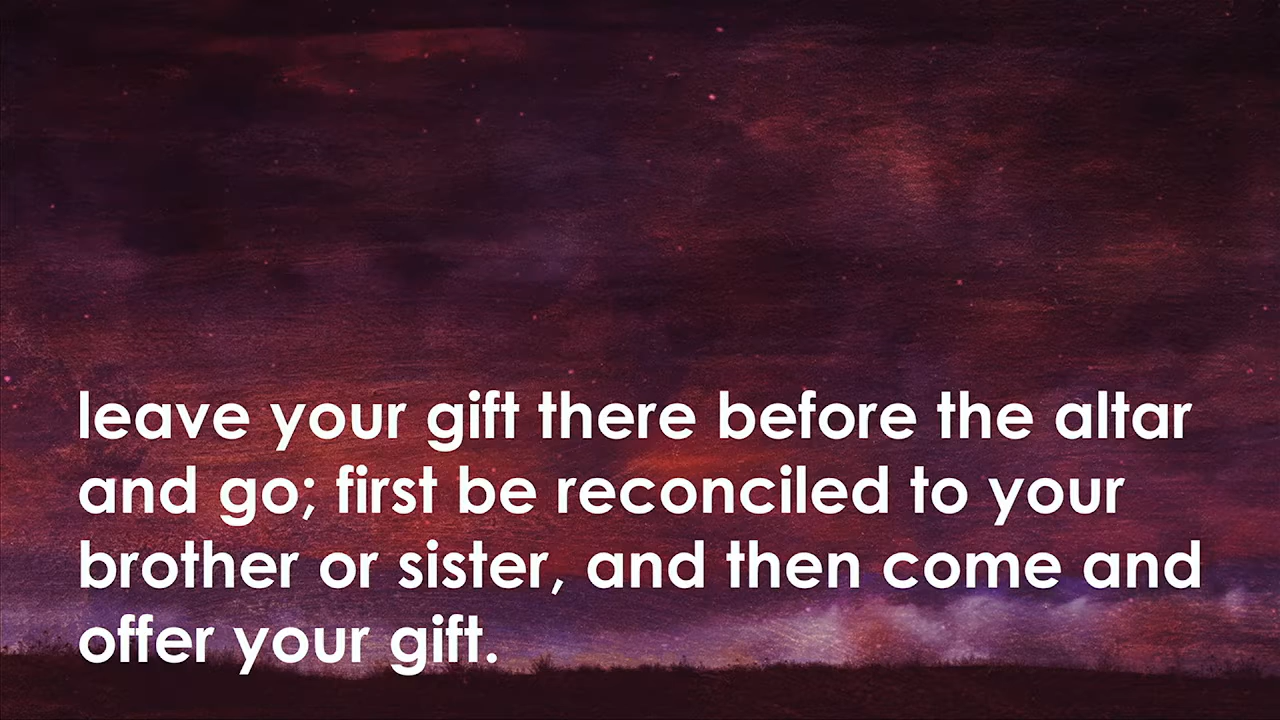 leave your gift there before the altar
and go; first be reconciled to your
brother or sister, and then come and
offer your gift.